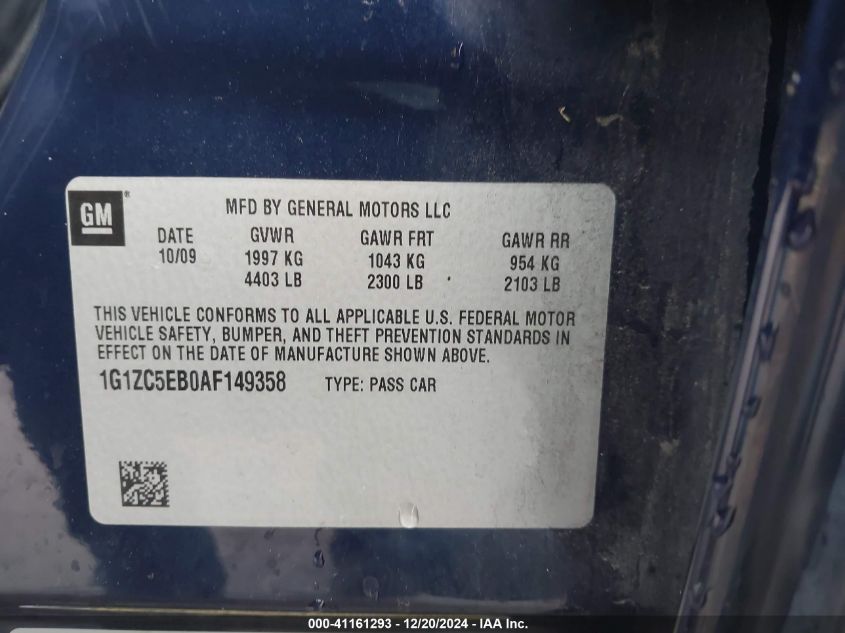 GM ®
MFD BY GENERAL MOTORS LLC
DATE GVWR GAWR FRT GAWR RR
10/09 1997 KG 1043 KG 954 KG
4403 LB 2300 LB 2103 LB
THIS VEHICLE CONFORMS TO ALL APPLICABLE U.S. FEDERAL MOTOR
VEHICLE SAFETY, BUMPER, AND THEFT PREVENTION STANDARDS IN
EFFECT ON THE DATE OF MANUFACTURE SHOWN ABOVE.
1G1ZC5EB0AF149358 TYPE: PASS CAR
000-41161293 - 12/20/2024 - IAA Inc.